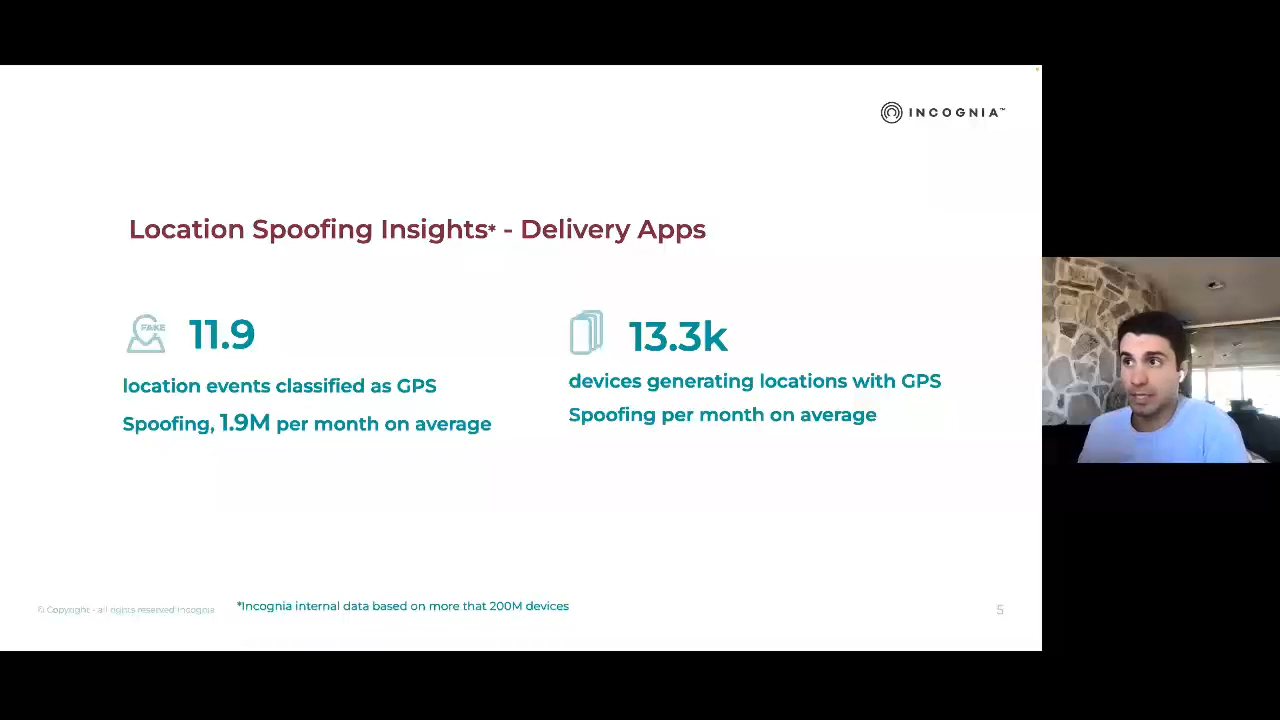 INCOGNIA™
Location Spoofing Insights* - Delivery Apps
FAKE
11.9
location events classified as GPS
Spoofing, 1.9M per month on average
13.3k
devices generating locations with GPS
Spoofing per month on average
© Copyright - all rights reserved Incognia
*Incognia internal data based on more that 200M devices
5